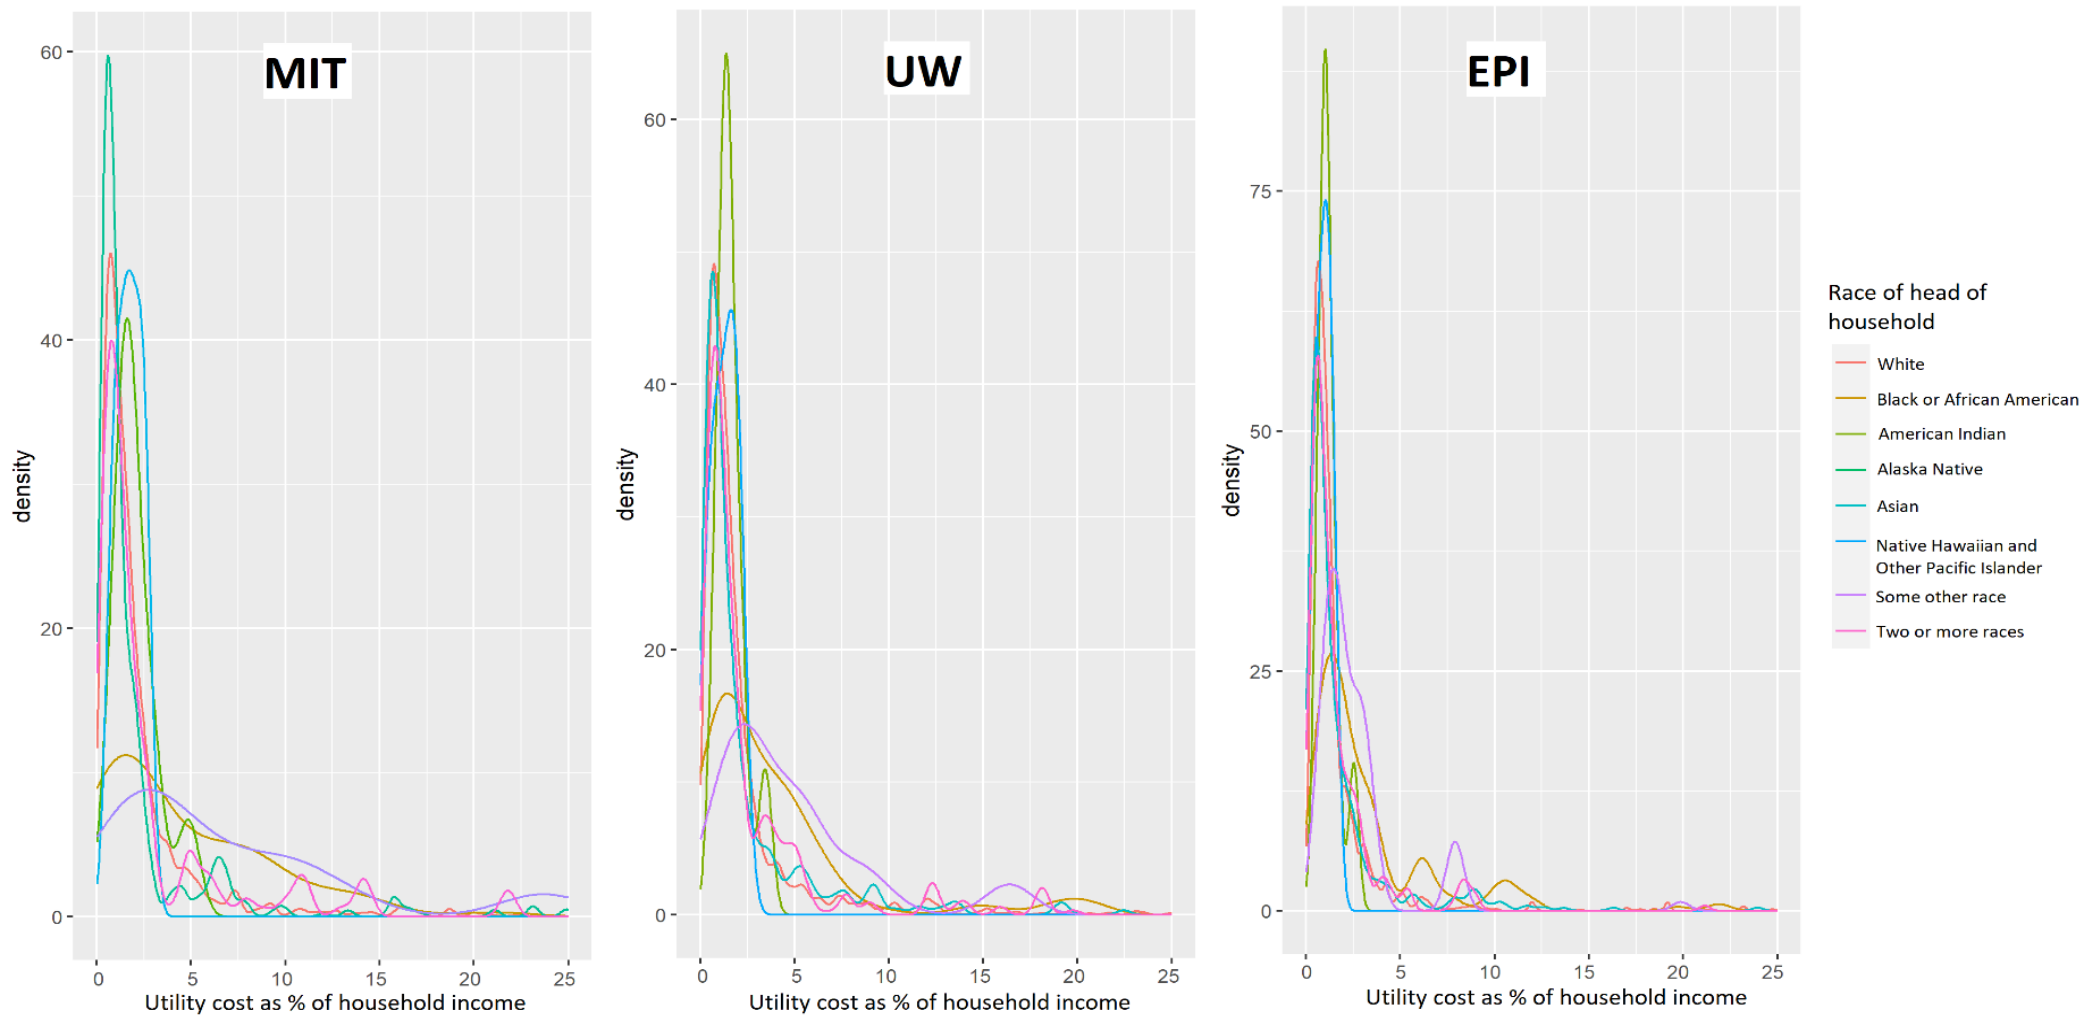 MIT
60
40
20
0
density
0 5 10 15 20 25
Utility cost as % of household income
UW
60
40
20
0
density
0 5 10 15 20 25
Utility cost as % of household income
EPI
75
50
25
0
density
0 5 10 15 20 25
Utility cost as % of household income
Race of head of
household
White
Black or African American
American Indian
Alaska Native
Asian
Native Hawaiian and
Other Pacific Islander
Some other race
Two or more races